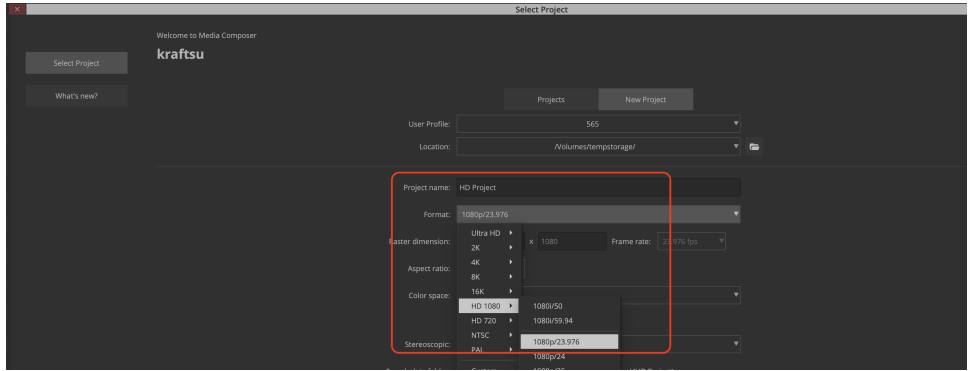 Select Project
Welcome to Media Composer
kraftsu
Select Project
What's new?
Projects New Project
User Profile: 565
Location: /Volumes/tempstorage/
Project name: HD Project
Format: 1080p/23.976
Raster dimension: x 1080 Frame rate: 23.976 fps
Aspect ratio:
Color space:
Stereoscopic:
Ultra HD
2K
4K
8K
16K
HD 1080
HD 720
NTSC
PAL
Custom
1080i/50
1080i/59.94
1080p/23.976
1080p/24